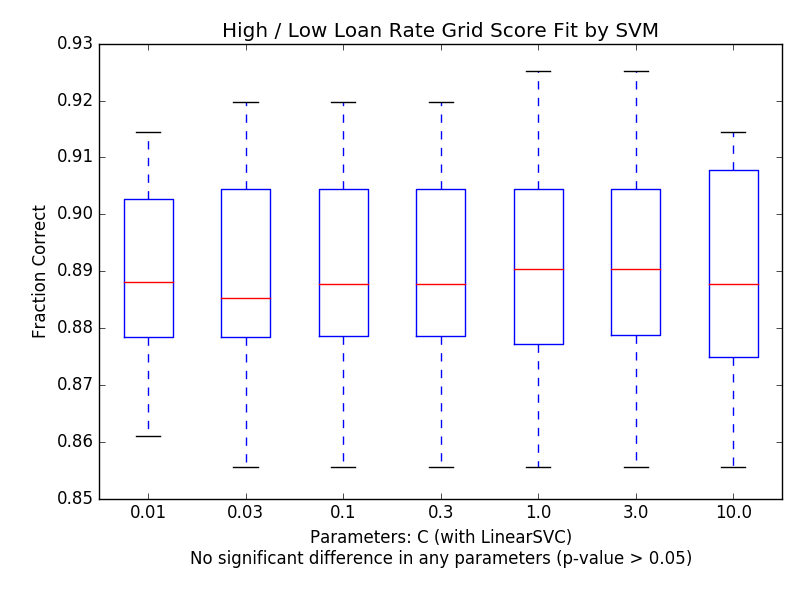 High / Low Loan Rate Grid Score Fit by SVM
0.93
0.92
0.91
0.90
0.89
0.88
0.87
0.86
0.85
Fraction Correct
0.01 0.03 0.1 0.3 1.0 3.0 10.0
Parameters: C (with LinearSVC)
No significant difference in any parameters (p-value > 0.05)